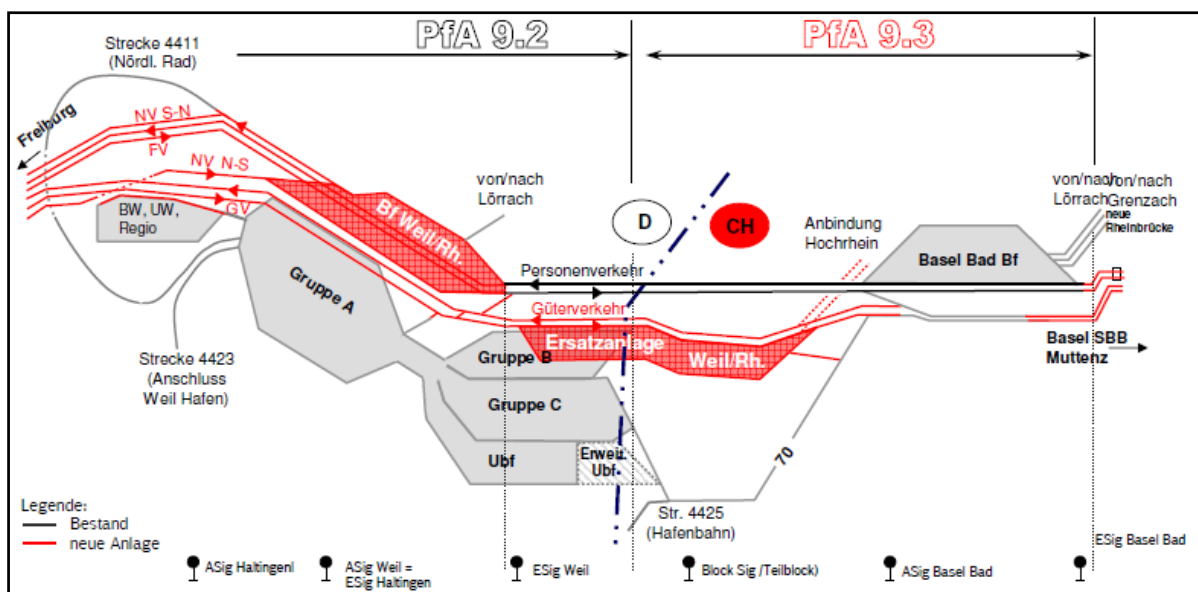 PfA 9.2
PfA 9.3
Strecke 4411
(Nördl. Rad)
Freiburg
NV S-N
FV
NV N-S
GV
BW, UW,
Regio
von/nach
Lörrach
Bf Weil/Rh.
D
CH
Anbindung
Hochrhein
von/nach
Lörrach
von/nach
Grenzach
neue
Rheinbrücke
Basel Bad Bf
Personenverkehr
Güterverkehr
Gruppe A
Ersatzanlage
Weil/Rh.
Gruppe B
Basel SBB
Muttenz
Strecke 4423
(Anschluss
Weil Hafen)
Gruppe C
Ubf
Erweit.
Ubf
70
Str. 4425
(Hafenbahn)
Legende:
Bestand
neue Anlage
ASig Haltingenl
ASig Weil =
ESig Haltingen
ESig Weil
Block Sig /Teilblock)
ASig Basel Bad
ESig Basel Bad